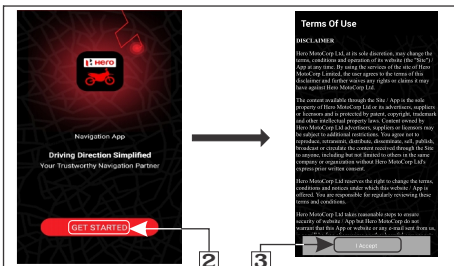 Hero
Navigation App
Driving Direction Simplified
Your Trustworthy Navigation Partner
GET STARTED
2
Terms Of Use
DISCLAIMER
Hero MotoCorp Ltd, at its sole discretion, may change the
terms, conditions and operation of its website (the "Site") /
App at any time. By using the services of the site of Hero
MotoCorp Limited, the user agrees to the terms of this
disclaimer and further waives any rights or claims it may
have against Hero MotoCorp Ltd.
The content available through the Site / App is the sole
property of Hero MotoCorp Ltd or its advertisers, suppliers
or licensors and is protected by patent, copyright, trademark
and other intellectual property laws. Content owned by
Hero MotoCorp Ltd advertisers, suppliers or licensors may
be subject to additional restrictions. You agree not to
reproduce, retransmit, distribute, disseminate, sell, publish,
broadcast or circulate the content received through the Site
to anyone, including but not limited to others in the same
company or organization without Hero MotoCorp Ltd's
express prior written consent.
Hero MotoCorp Ltd reserves the right to change the terms,
conditions and notices under which this website / App is
offered. You are responsible for regularly reviewing these
terms and conditions.
Hero MotoCorp Ltd takes reasonable steps to ensure
security of website / App but Hero MotoCorp do not
warrant that this App or website or any e-mail sent from us,
I Accept
3